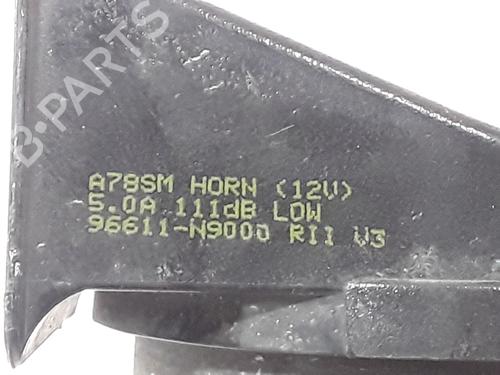 B-PARTS
A78SM HORN (12V)
5.0A 111dB LOW
96611-N9000 RII V3